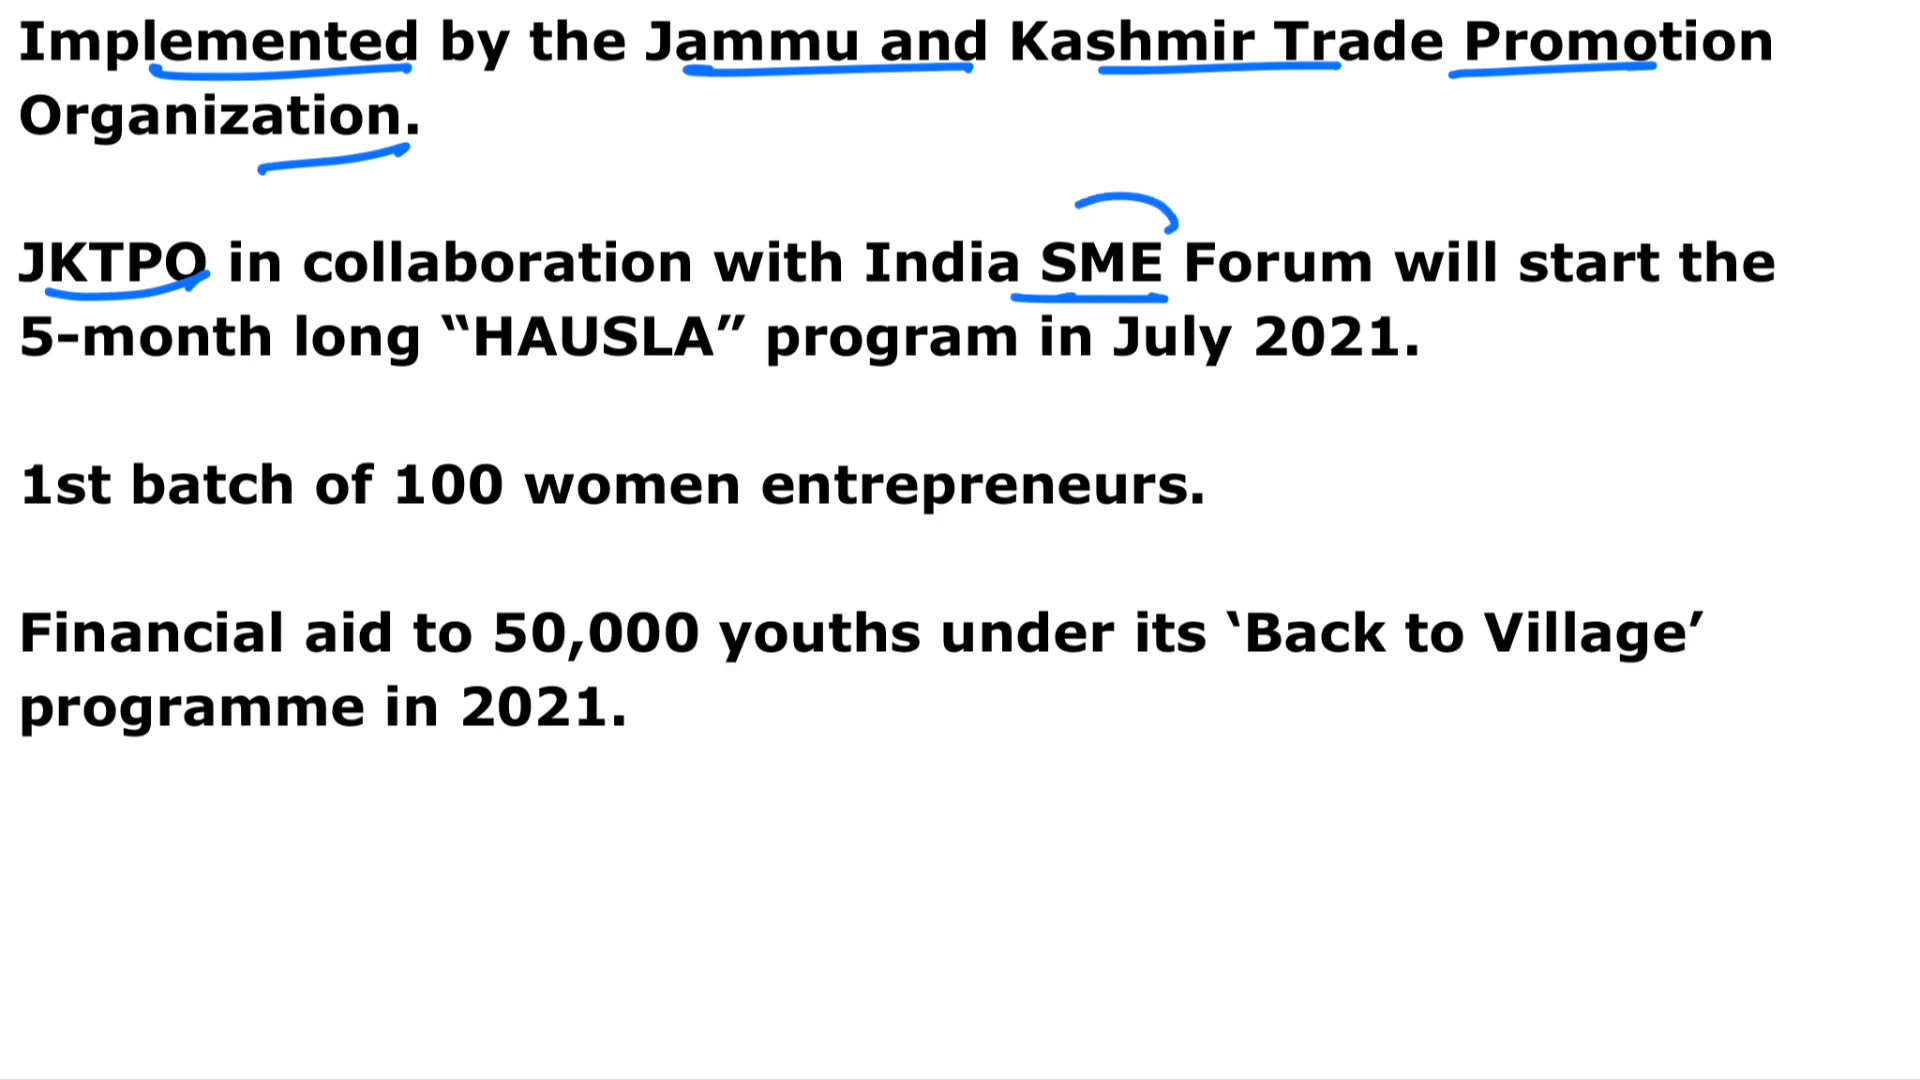 Implemented by the Jammu and Kashmir Trade Promotion
Organization.
JKTPO in collaboration with India SME Forum will start the
5-month long “HAUSLA” program in July 2021.
1st batch of 100 women entrepreneurs.
Financial aid to 50,000 youths under its ‘Back to Village’
programme in 2021.